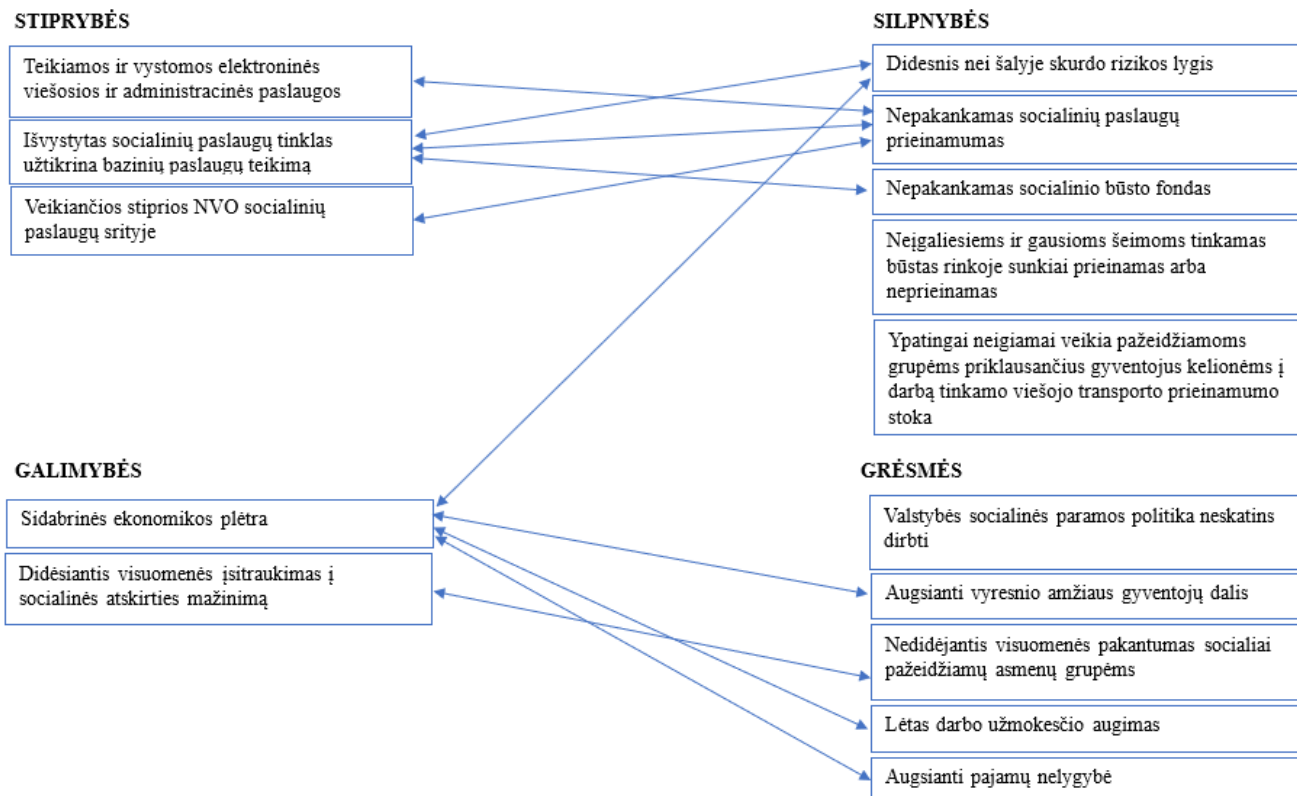 STIPRYBĖS
Teikiamos ir vystomos elektroninės
viešosios ir administracinės paslaugos
Išvystytas socialinių paslaugų tinklas
užtikrina bazinių paslaugų teikimą
Veikiančios stiprios NVO socialinių
paslaugų srityje
SILPNYBĖS
Didesnis nei šalyje skurdo rizikos lygis
Nepakankamas socialinių paslaugų
prieinamumas
Nepakankamas socialinio būsto fondas
Neįgaliesiems ir gausioms šeimoms tinkamas
būstas rinkoje sunkiai prieinamas arba
neprieinamas
Ypatingai neigiamai veikia pažeidžiamoms
grupėms priklausančius gyventojus kelionėms į
darbą tinkamo viešojo transporto prieinamumo
stoka
GALIMYBĖS
Sidabrinės ekonomikos plėtra
Didėsiantis visuomenės įsitraukimas į
socialinės atskirties mažinimą
GRĖSMĖS
Valstybės socialinės paramos politika neskatins
dirbti
Augsianti vyresnio amžiaus gyventojų dalis
Nedidėjantis visuomenės pakantumas socialiai
pažeidžiamų asmenų grupėms
Lėtas darbo užmokesčio augimas
Augsianti pajamų nelygybė